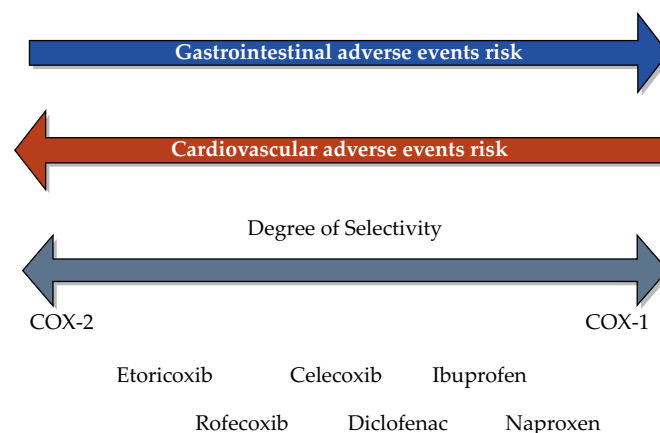 Gastrointestinal adverse events risk
Cardiovascular adverse events risk
Degree of Selectivity
COX-2 COX-1
Etoricoxib Celecoxib Ibuprofen
Rofecoxib Diclofenac Naproxen